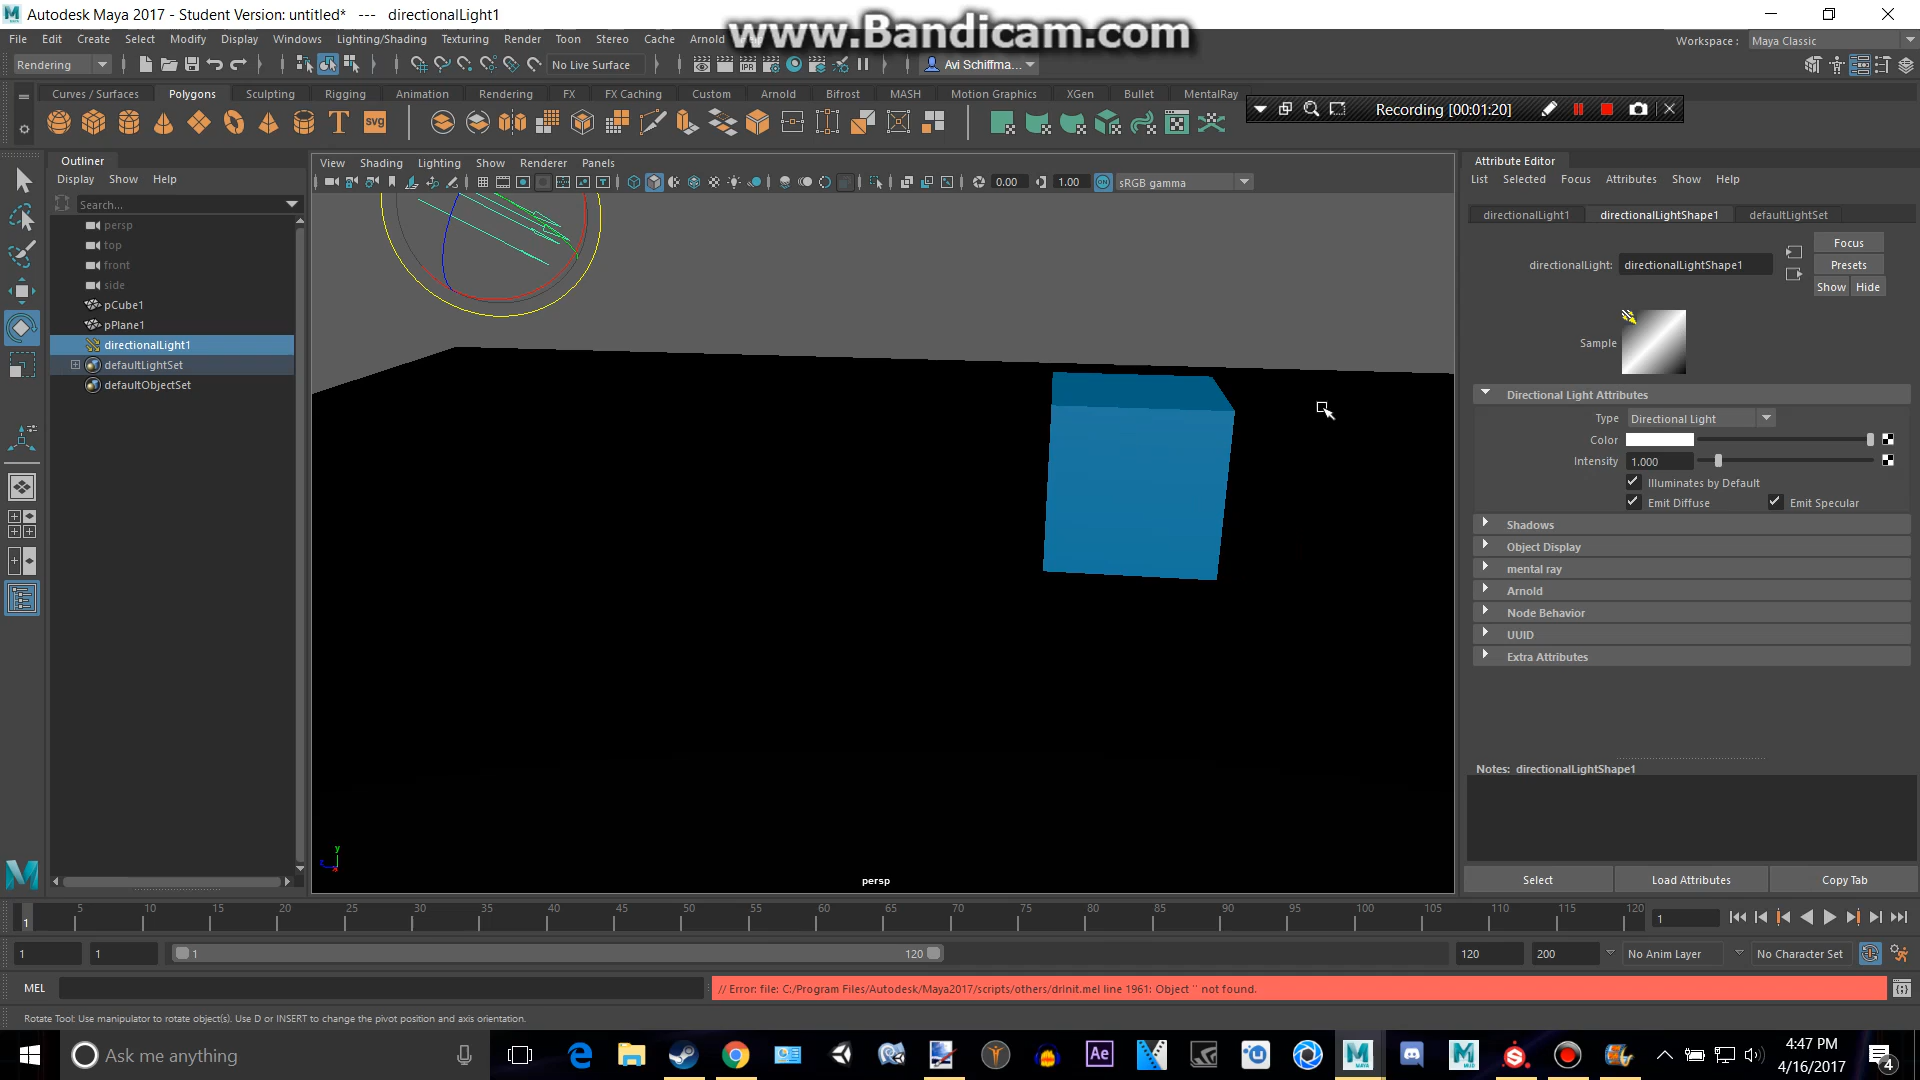 Autodesk Maya 2017 - Student Version: untitled*   ---   directionalLight1
www.Bandicam.com
File Edit Create Select Modify Display Windows Lighting/Shading Texturing Render Toon Stereo Cache Arnold
Workspace : Maya Classic
Rendering No Live Surface Avi Schiffma...
Curves / Surfaces Polygons Sculpting Rigging Animation Rendering FX FX Caching Custom Arnold Bifrost MASH Motion Graphics XGen Bullet MentalRay
Recording [00:01:20]
T svg
Outliner
Display Show Help
Search...
persp
top
front
side
pCube1
pPlane1
directionalLight1
defaultLightSet
defaultObjectSet
View Shading Lighting Show Renderer Panels
0.00 1.00 ON sRGB gamma
y
z
x
persp
Attribute Editor
List Selected Focus Attributes Show Help
directionalLight1 directionalLightShape1 defaultLightSet
directionalLight: directionalLightShape1
Focus
Presets
Show Hide
Sample
Directional Light Attributes
Type Directional Light
Color
Intensity 1.000
Illuminates by Default
Emit Diffuse Emit Specular
Shadows
Object Display
mental ray
Arnold
Node Behavior
UUID
Extra Attributes
Notes: directionalLightShape1
Select Load Attributes Copy Tab
1 5 10 15 20 25 30 35 40 45 50 55 60 65 70 75 80 85 90 95 100 105 110 115 120 1
1 1 1 120 120 200 No Anim Layer No Character Set
MEL // Error: file: C:/Program Files/Autodesk/Maya2017/scripts/others/drinit.mel line 1961: Object '' not found.
Rotate Tool: Use manipulator to rotate object(s). Use D or INSERT to change the pivot position and axis orientation.
Ask me anything
Ae
4:47 PM
4/16/2017
4